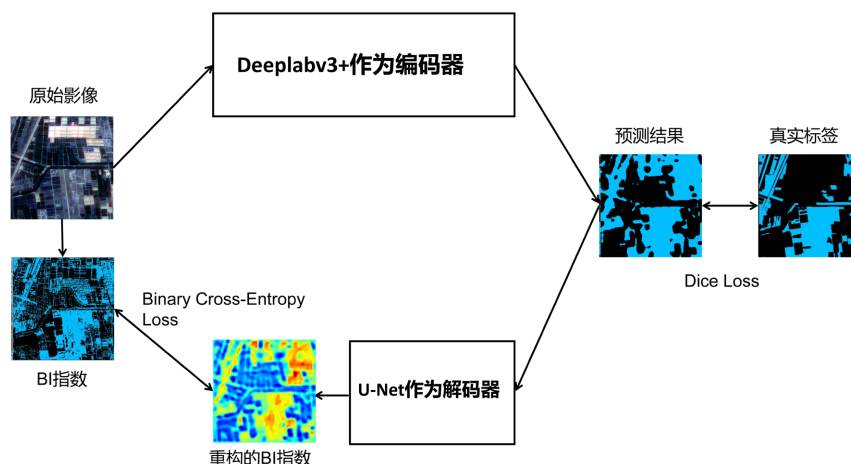 Deeplabv3+作为编码器
原始影像
预测结果
真实标签
Dice Loss
Binary Cross-Entropy
Loss
BI指数
U-Net作为解码器
重构的BI指数